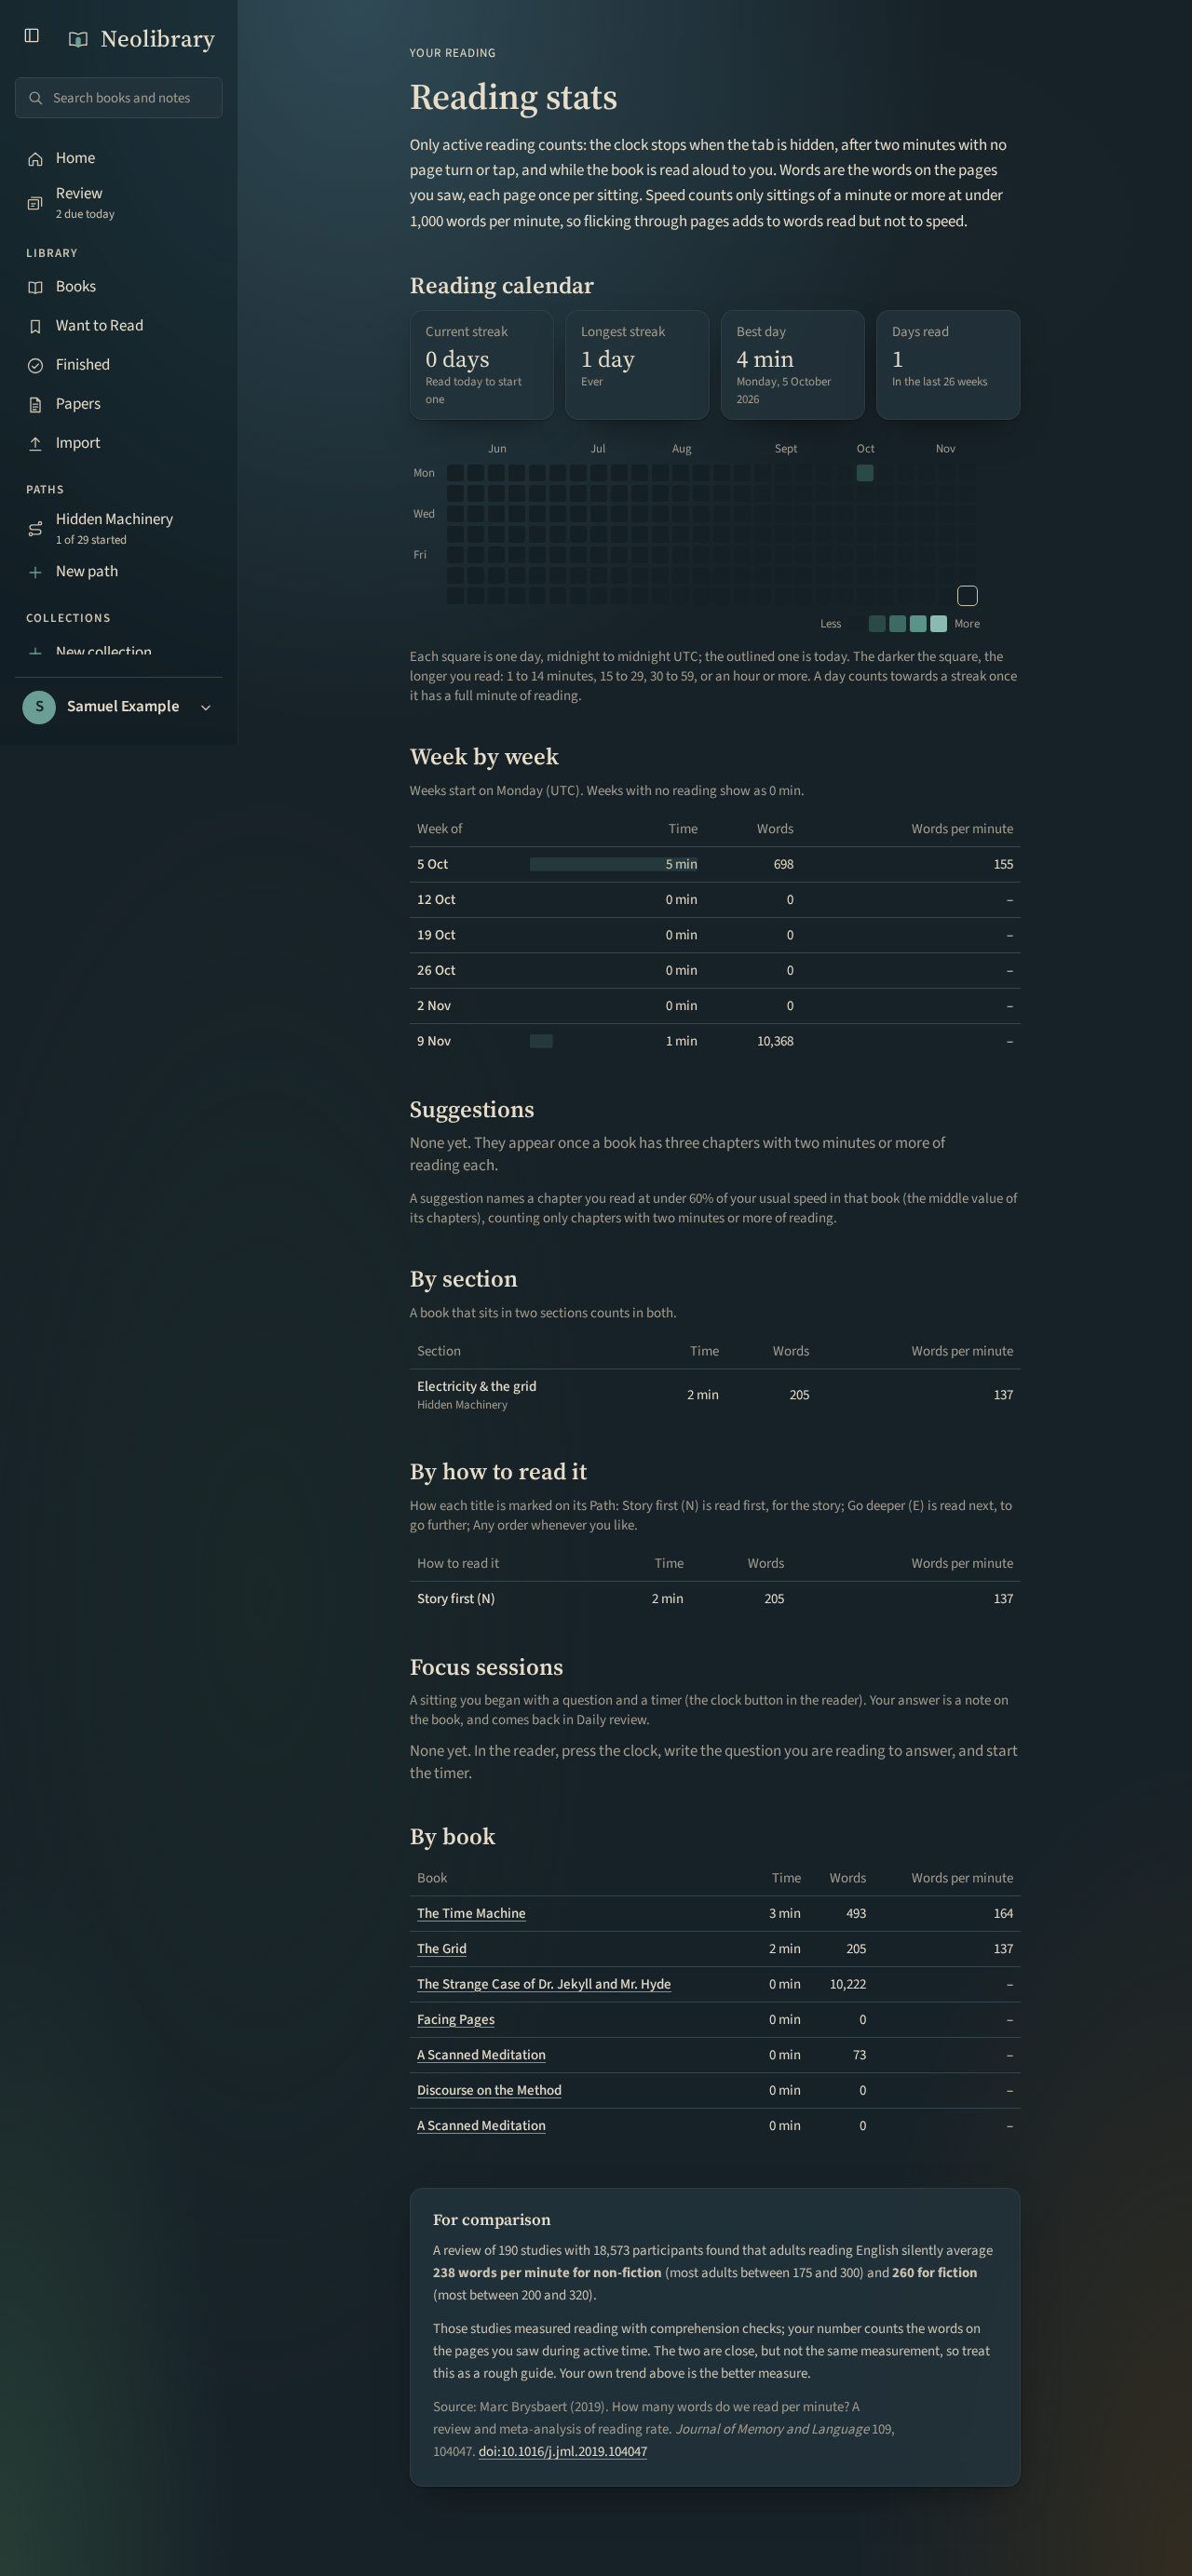 Neolibrary
Search books and notes
Home
Review
2 due today
LIBRARY
Books
Want to Read
Finished
Papers
Import
PATHS
Hidden Machinery
1 of 29 started
New path
COLLECTIONS
New collection
S Samuel Example
YOUR READING
Reading stats
Only active reading counts: the clock stops when the tab is hidden, after two minutes with no
page turn or tap, and while the book is read aloud to you. Words are the words on the pages
you saw, each page once per sitting. Speed counts only sittings of a minute or more at under
1,000 words per minute, so flicking through pages adds to words read but not to speed.
Reading calendar
Current streak
0 days
Read today to start
one
Longest streak
1 day
Ever
Best day
4 min
Monday, 5 October
2026
Days read
1
In the last 26 weeks
Jun Jul Aug Sept Oct Nov
Mon
Wed
Fri
Less More
Each square is one day, midnight to midnight UTC; the outlined one is today. The darker the square, the
longer you read: 1 to 14 minutes, 15 to 29, 30 to 59, or an hour or more. A day counts towards a streak once
it has a full minute of reading.
Week by week
Weeks start on Monday (UTC). Weeks with no reading show as 0 min.
Week of Time Words Words per minute
5 Oct 5 min 698 155
12 Oct 0 min 0 –
19 Oct 0 min 0 –
26 Oct 0 min 0 –
2 Nov 0 min 0 –
9 Nov 1 min 10,368 –
Suggestions
None yet. They appear once a book has three chapters with two minutes or more of
reading each.
A suggestion names a chapter you read at under 60% of your usual speed in that book (the middle value of
its chapters), counting only chapters with two minutes or more of reading.
By section
A book that sits in two sections counts in both.
Section Time Words Words per minute
Electricity & the grid 2 min 205 137
Hidden Machinery
By how to read it
How each title is marked on its Path: Story first (N) is read first, for the story; Go deeper (E) is read next, to
go further; Any order whenever you like.
How to read it Time Words Words per minute
Story first (N) 2 min 205 137
Focus sessions
A sitting you began with a question and a timer (the clock button in the reader). Your answer is a note on
the book, and comes back in Daily review.
None yet. In the reader, press the clock, write the question you are reading to answer, and start
the timer.
By book
Book Time Words Words per minute
The Time Machine 3 min 493 164
The Grid 2 min 205 137
The Strange Case of Dr. Jekyll and Mr. Hyde 0 min 10,222 –
Facing Pages 0 min 0 –
A Scanned Meditation 0 min 73 –
Discourse on the Method 0 min 0 –
A Scanned Meditation 0 min 0 –
For comparison
A review of 190 studies with 18,573 participants found that adults reading English silently average
238 words per minute for non-fiction (most adults between 175 and 300) and 260 for fiction
(most between 200 and 320).
Those studies measured reading with comprehension checks; your number counts the words on
the pages you saw during active time. The two are close, but not the same measurement, so treat
this as a rough guide. Your own trend above is the better measure.
Source: Marc Brysbaert (2019). How many words do we read per minute? A
review and meta-analysis of reading rate. Journal of Memory and Language 109,
104047. doi:10.1016/j.jml.2019.104047